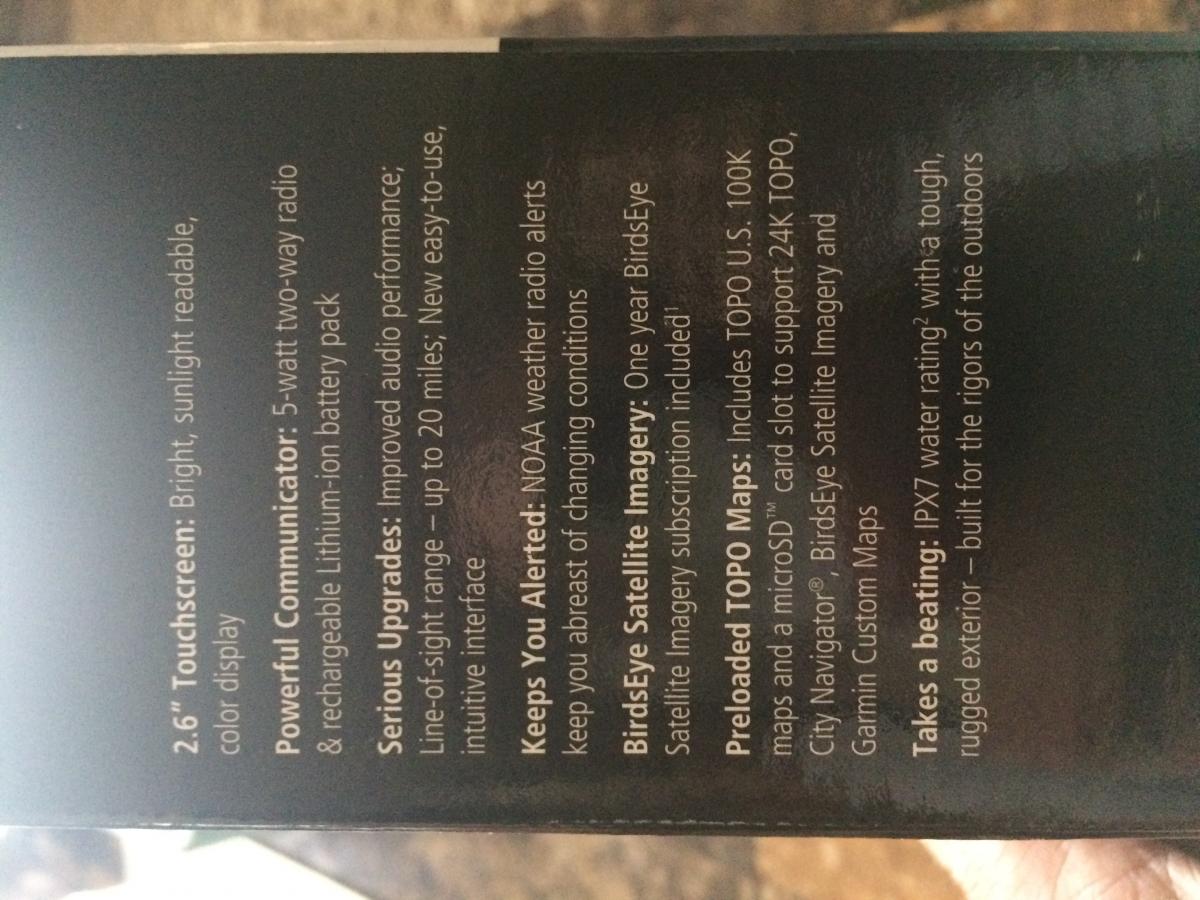 2.6" Touchscreen: Bright, sunlight readable,
color display
Powerful Communicator: 5-watt two-way radio
& rechargeable Lithium-ion battery pack
Serious Upgrades: Improved audio performance;
Line-of-sight range – up to 20 miles; New easy-to-use,
intuitive interface
Keeps You Alerted: NOAA weather radio alerts
keep you abreast of changing conditions
BirdsEye Satellite Imagery: One year BirdsEye
Satellite Imagery subscription included¹
Preloaded TOPO Maps: Includes TOPO U.S. 100K
maps and a microSD™ card slot to support 24K TOPO,
City Navigator®, BirdsEye Satellite Imagery and
Garmin Custom Maps
Takes a beating: IPX7 water rating² with a tough,
rugged exterior – built for the rigors of the outdoors